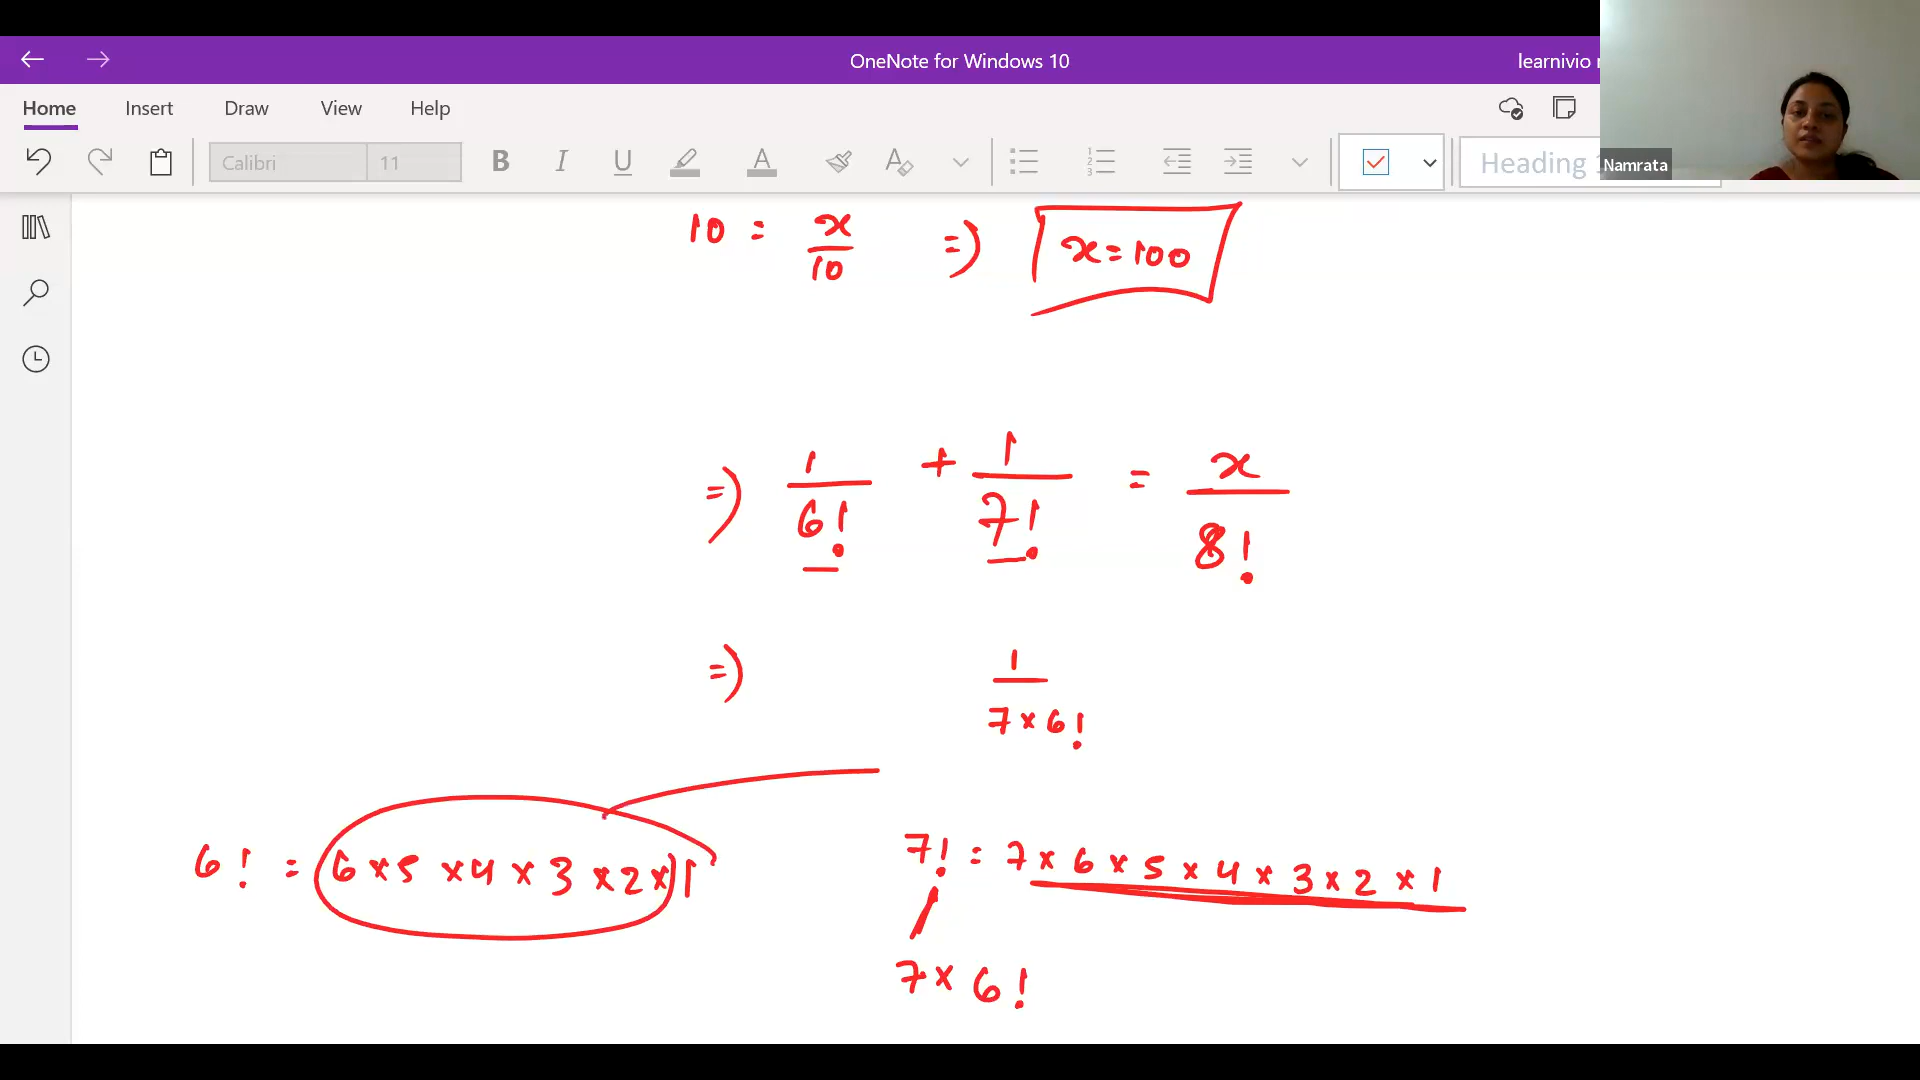 OneNote for Windows 10
learnivio
Home Insert Draw View Help
Calibri 11 B I U A A Heading
Namrata
10 = x/10 => x = 100
=> 1/6! + 1/7! = x/8!
=> 1/7×6!
6! = 6×5×4×3×2×1
7! = 7×6×5×4×3×2×1
7×6!